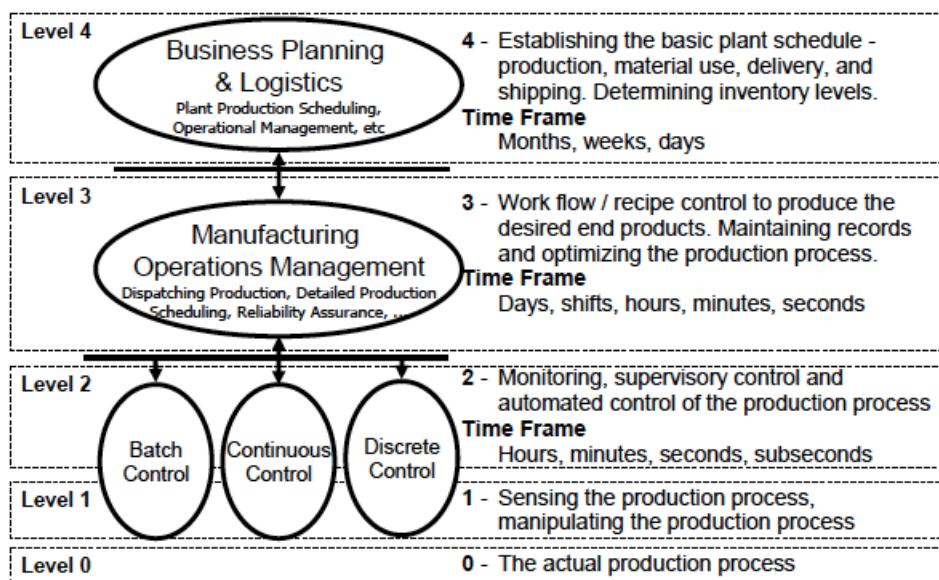 Level 4
Business Planning
& Logistics
Plant Production Scheduling,
Operational Management, etc
4 - Establishing the basic plant schedule -
production, material use, delivery, and
shipping. Determining inventory levels.
Time Frame
Months, weeks, days
Level 3
Manufacturing
Operations Management
Dispatching Production, Detailed Production
Scheduling, Reliability Assurance, ...
3 - Work flow / recipe control to produce the
desired end products. Maintaining records
and optimizing the production process.
Time Frame
Days, shifts, hours, minutes, seconds
Level 2
Batch
Control
Continuous
Control
Discrete
Control
2 - Monitoring, supervisory control and
automated control of the production process
Time Frame
Hours, minutes, seconds, subseconds
Level 1
1 - Sensing the production process,
manipulating the production process
Level 0
0 - The actual production process